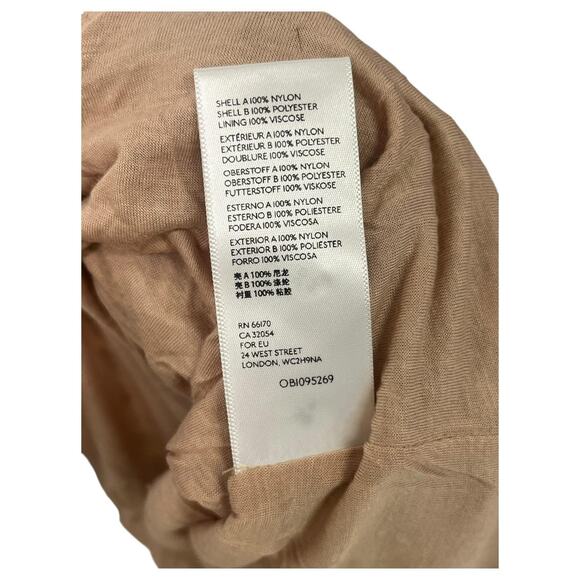 SHELL A 100% NYLON
SHELL B 100% POLYESTER
LINING 100% VISCOSE
EXTÉRIEUR A 100% NYLON
EXTÉRIEUR B 100% POLYESTER
DOUBLURE 100% VISCOSE
OBERSTOFF A 100% NYLON
OBERSTOFF B 100% POLYESTER
FUTTERSTOFF 100% VISKOSE
ESTERNO A 100% NYLON
ESTERNO B 100% POLIESTERE
FODERA 100% VISCOSA
EXTERIOR A 100% NYLON
EXTERIOR B 100% POLIÉSTER
FORRO 100% VISCOSA
壳 A 100% 尼龙
壳 B 100% 涤纶
衬里 100% 粘胶
RN 66170
CA 32054
FOR EU
24 WEST STREET
LONDON, WC2H9NA
OB1095269